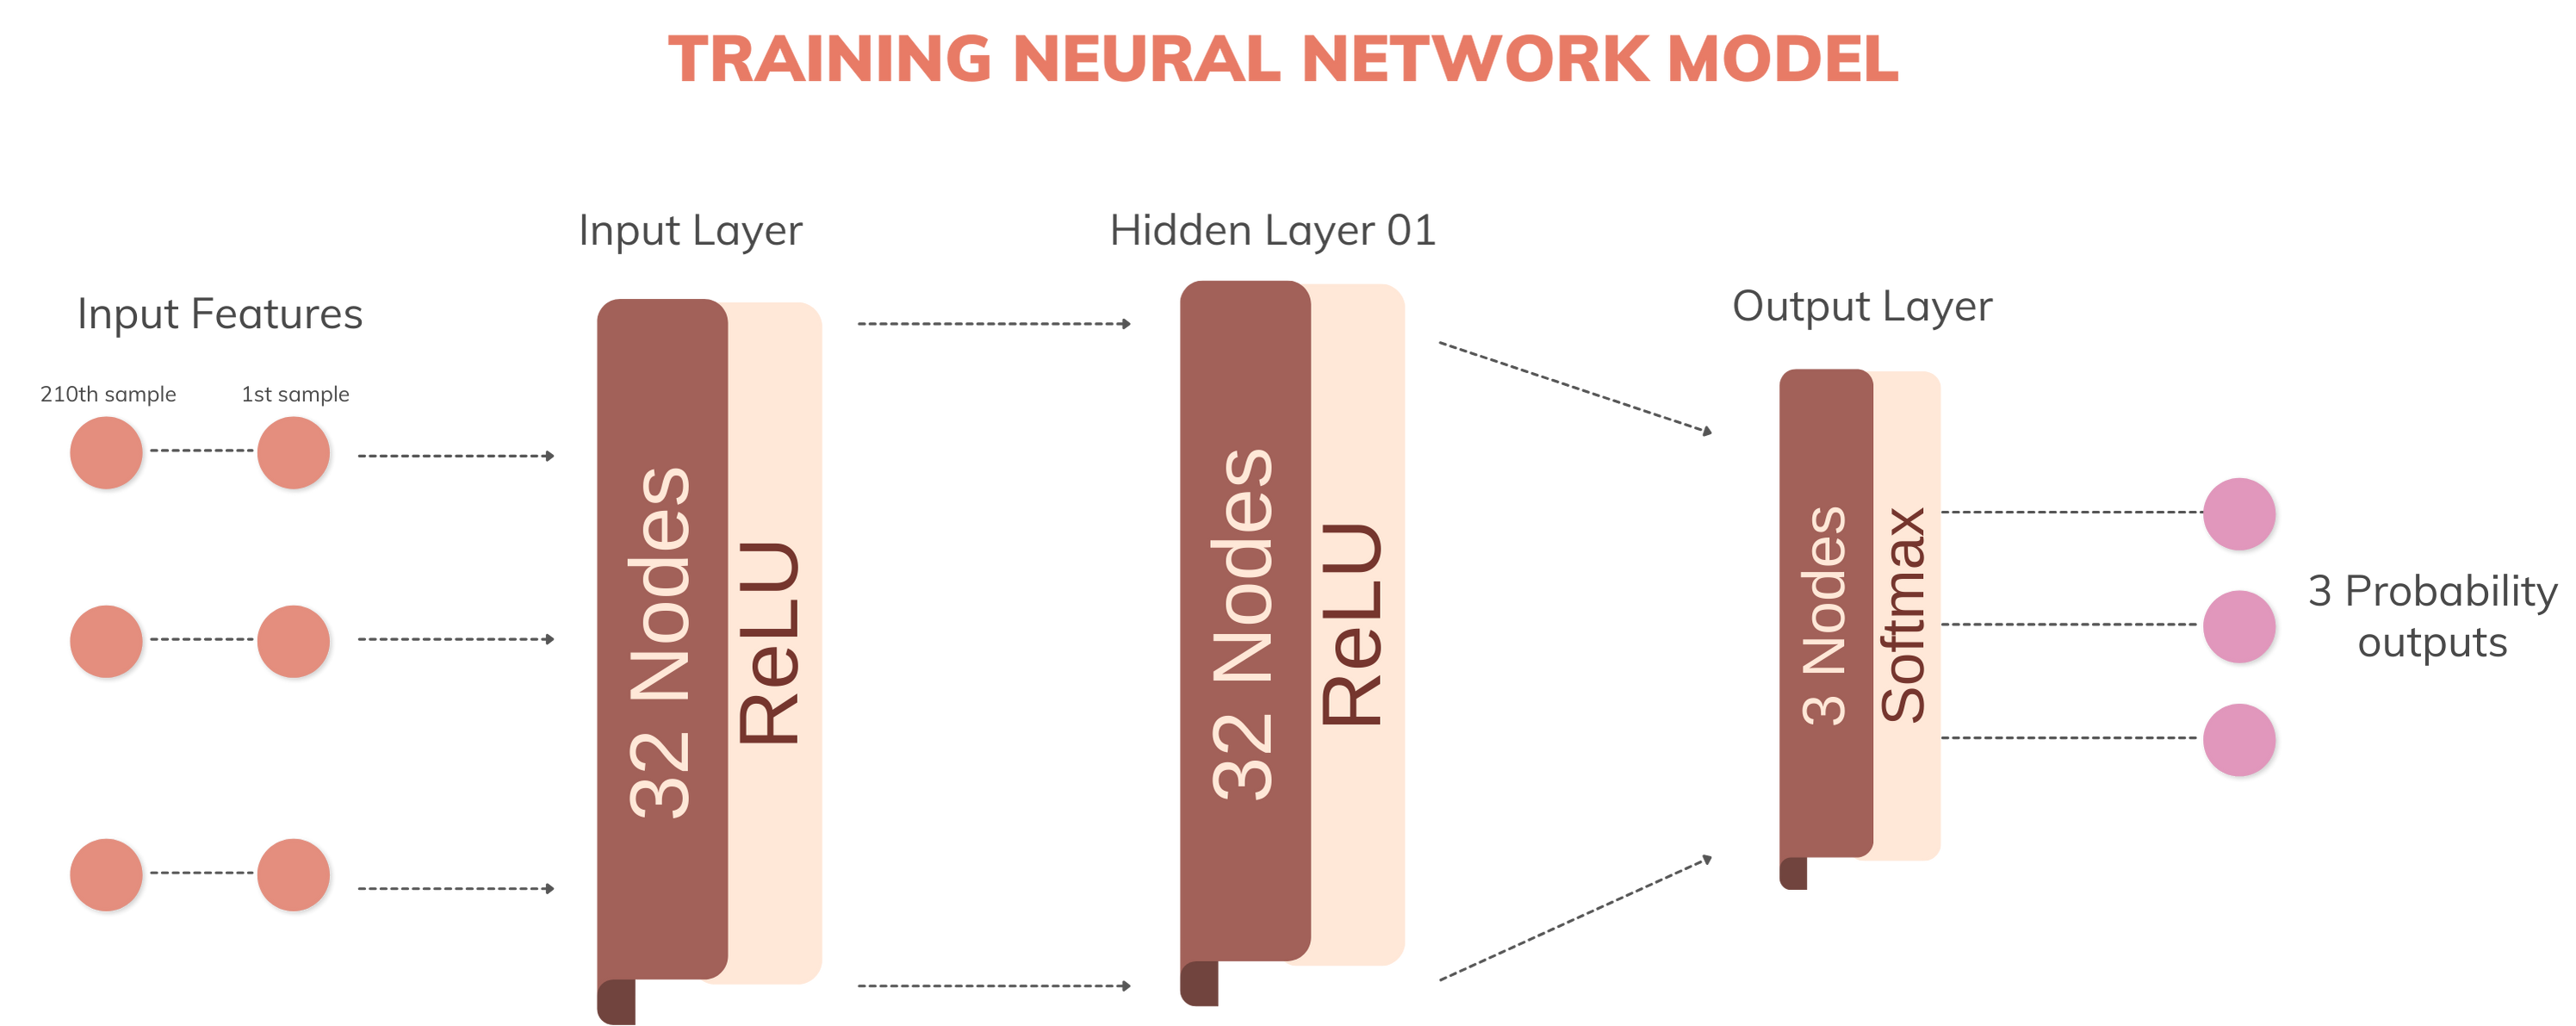 TRAINING NEURAL NETWORK MODEL
Input Features
210th sample
1st sample
Input Layer
32 Nodes
ReLU
Hidden Layer 01
32 Nodes
ReLU
Output Layer
3 Nodes
Softmax
3 Probability
outputs